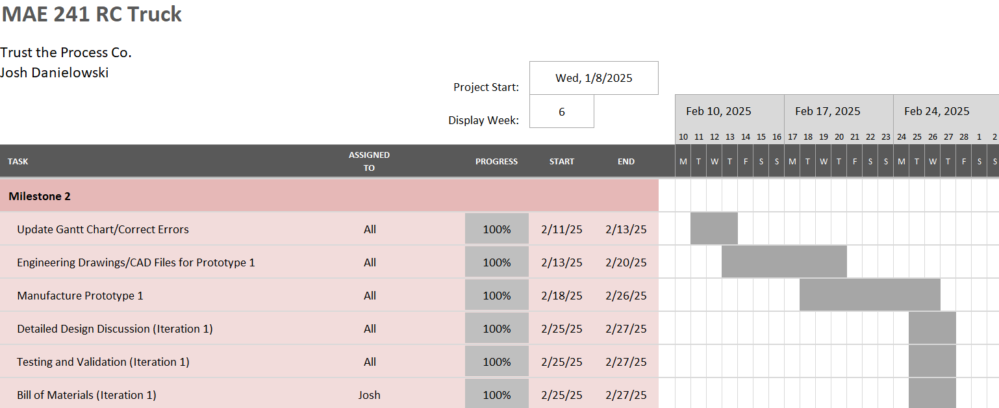 MAE 241 RC Truck
Trust the Process Co.
Josh Danielowski
Project Start: Wed, 1/8/2025
Display Week: 6
Feb 10, 2025 Feb 17, 2025 Feb 24, 2025
10 11 12 13 14 15 16 17 18 19 20 21 22 23 24 25 26 27 28 1 2
TASK ASSIGNED TO PROGRESS START END M T W T F S S M T W T F S S M T W T F S S
Milestone 2
Update Gantt Chart/Correct Errors All 100% 2/11/25 2/13/25
Engineering Drawings/CAD Files for Prototype 1 All 100% 2/13/25 2/20/25
Manufacture Prototype 1 All 100% 2/18/25 2/26/25
Detailed Design Discussion (Iteration 1) All 100% 2/25/25 2/27/25
Testing and Validation (Iteration 1) All 100% 2/25/25 2/27/25
Bill of Materials (Iteration 1) Josh 100% 2/25/25 2/27/25